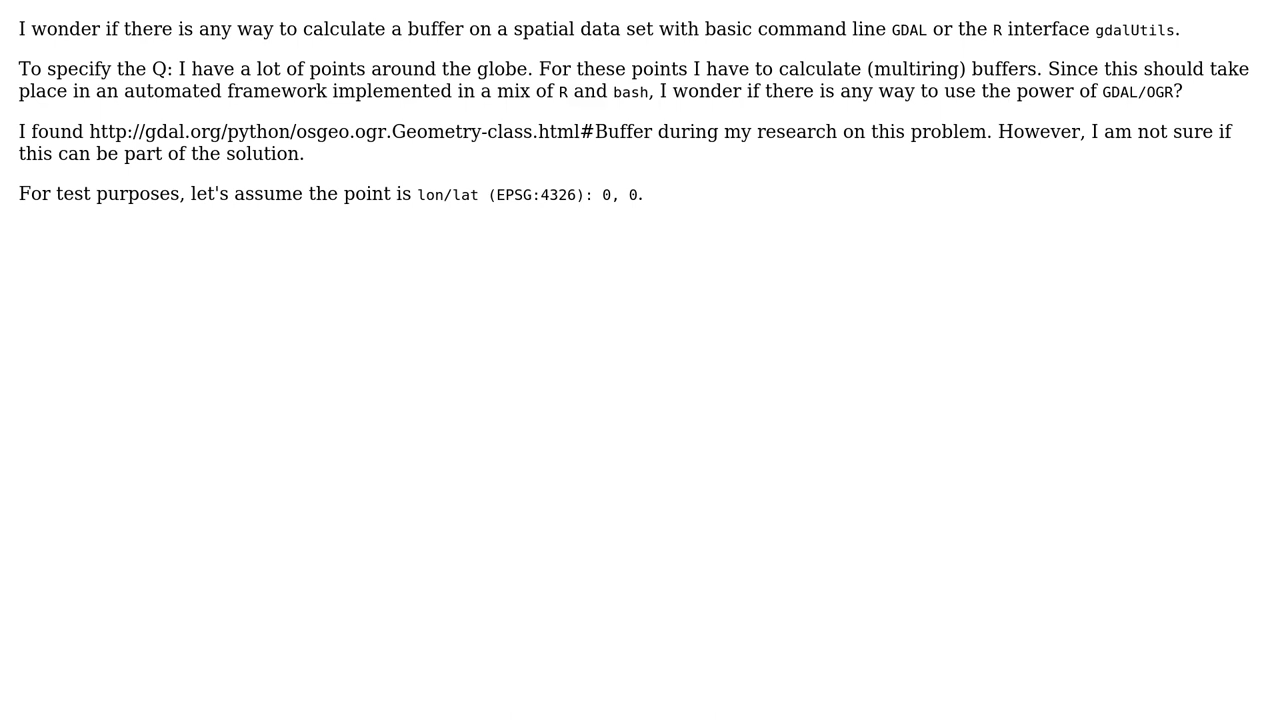 I wonder if there is any way to calculate a buffer on a spatial data set with basic command line GDAL or the R interface gdalUtils.
To specify the Q: I have a lot of points around the globe. For these points I have to calculate (multiring) buffers. Since this should take
place in an automated framework implemented in a mix of R and bash, I wonder if there is any way to use the power of GDAL/OGR?
I found http://gdal.org/python/osgeo.ogr.Geometry-class.html#Buffer during my research on this problem. However, I am not sure if
this can be part of the solution.
For test purposes, let's assume the point is lon/lat (EPSG:4326): 0, 0.